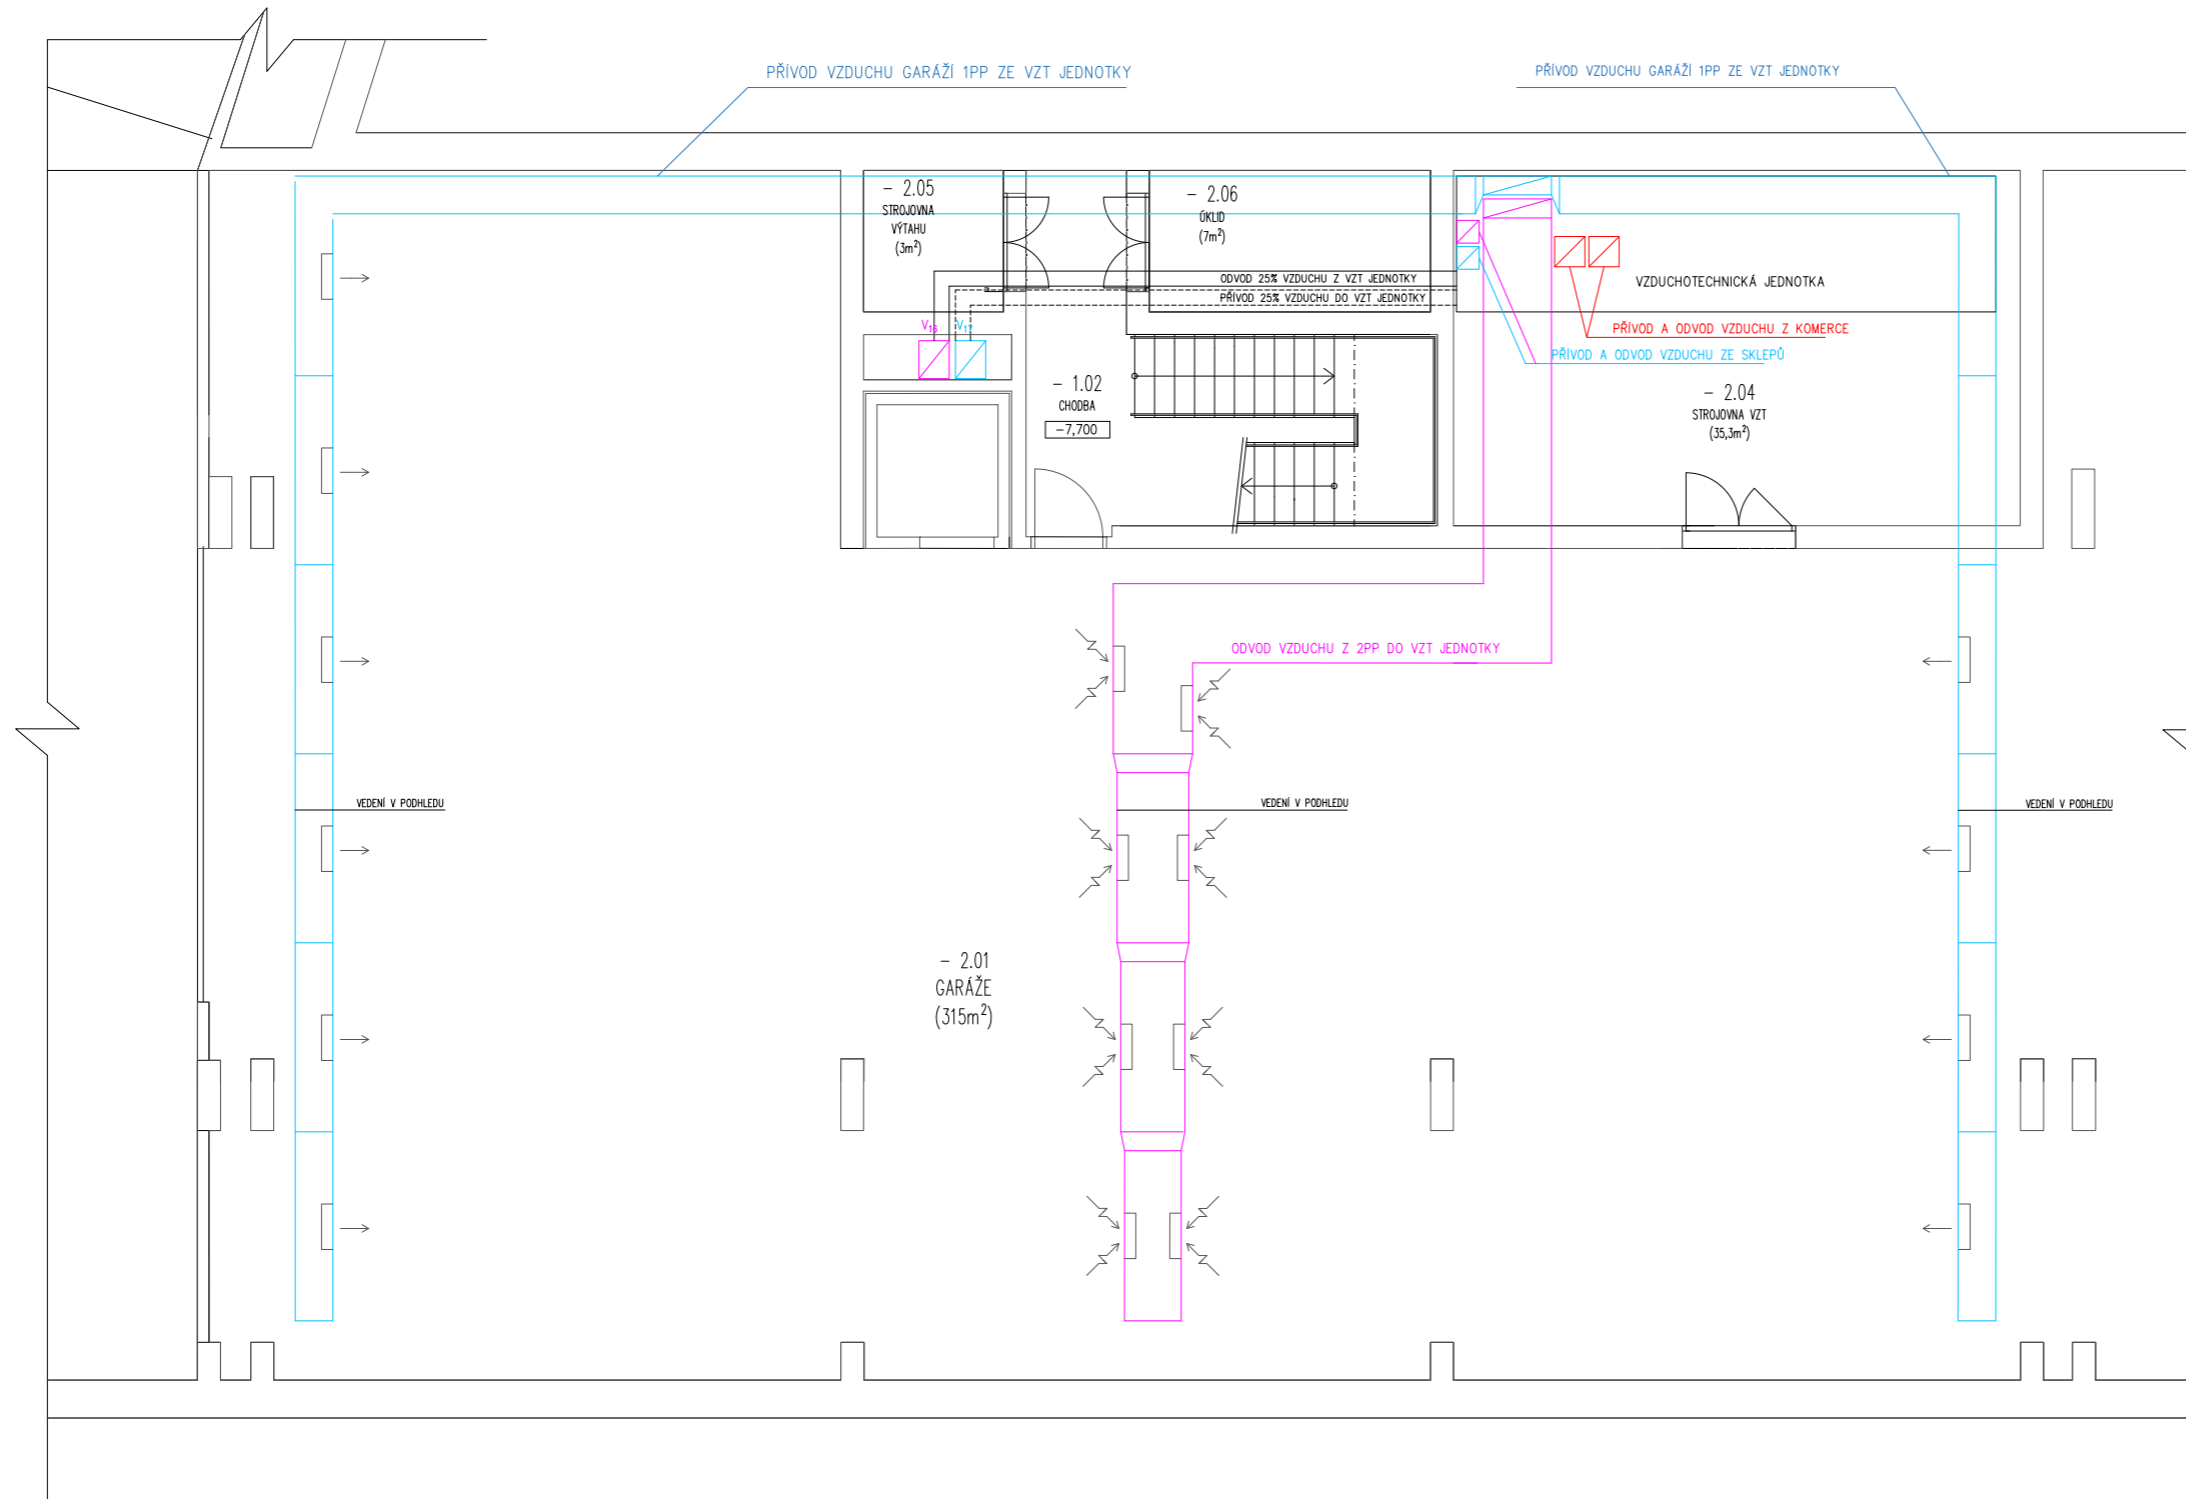 PŘÍVOD VZDUCHU GARÁŽÍ 1PP ZE VZT JEDNOTKY
PŘÍVOD VZDUCHU GARÁŽÍ 1PP ZE VZT JEDNOTKY
- 2.05
STROJOVNA
VÝTAHU
(3m²)
- 2.06
ÚKLID
(7m²)
ODVOD 25% VZDUCHU Z VZT JEDNOTKY
PŘÍVOD 25% VZDUCHU DO VZT JEDNOTKY
VZDUCHOTECHNICKÁ JEDNOTKA
V₁₆ V₁₇
PŘÍVOD A ODVOD VZDUCHU Z KOMERCE
PŘÍVOD A ODVOD VZDUCHU ZE SKLEPŮ
- 1.02
CHODBA
-7,700
- 2.04
STROJOVNA VZT
(35,3m²)
ODVOD VZDUCHU Z 2PP DO VZT JEDNOTKY
VEDENÍ V PODHLEDU
VEDENÍ V PODHLEDU
VEDENÍ V PODHLEDU
- 2.01
GARÁŽE
(315m²)